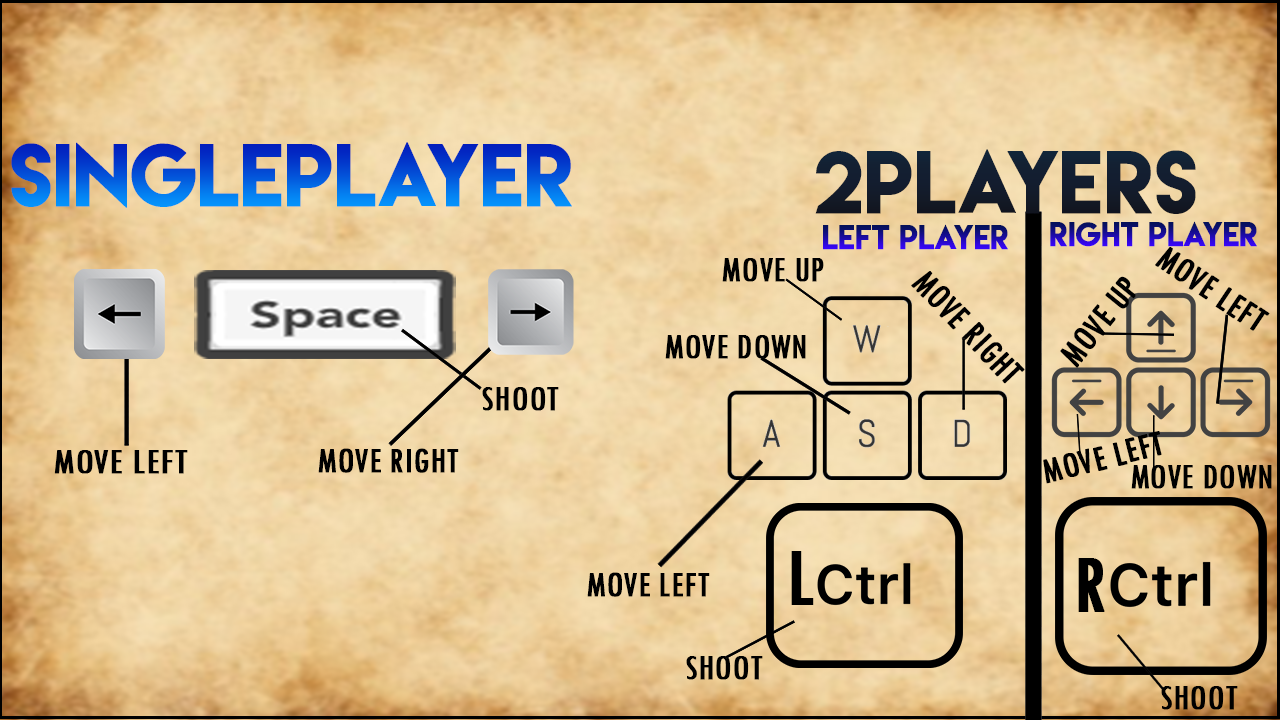 SINGLEPLAYER
Space
SHOOT
MOVE LEFT
MOVE RIGHT
2PLAYERS
LEFT PLAYER
MOVE UP
MOVE RIGHT
W
MOVE DOWN
A
S
D
MOVE LEFT
LCtrl
SHOOT
RIGHT PLAYER
MOVE LEFT
MOVE UP
MOVE LEFT
MOVE DOWN
RCtrl
SHOOT